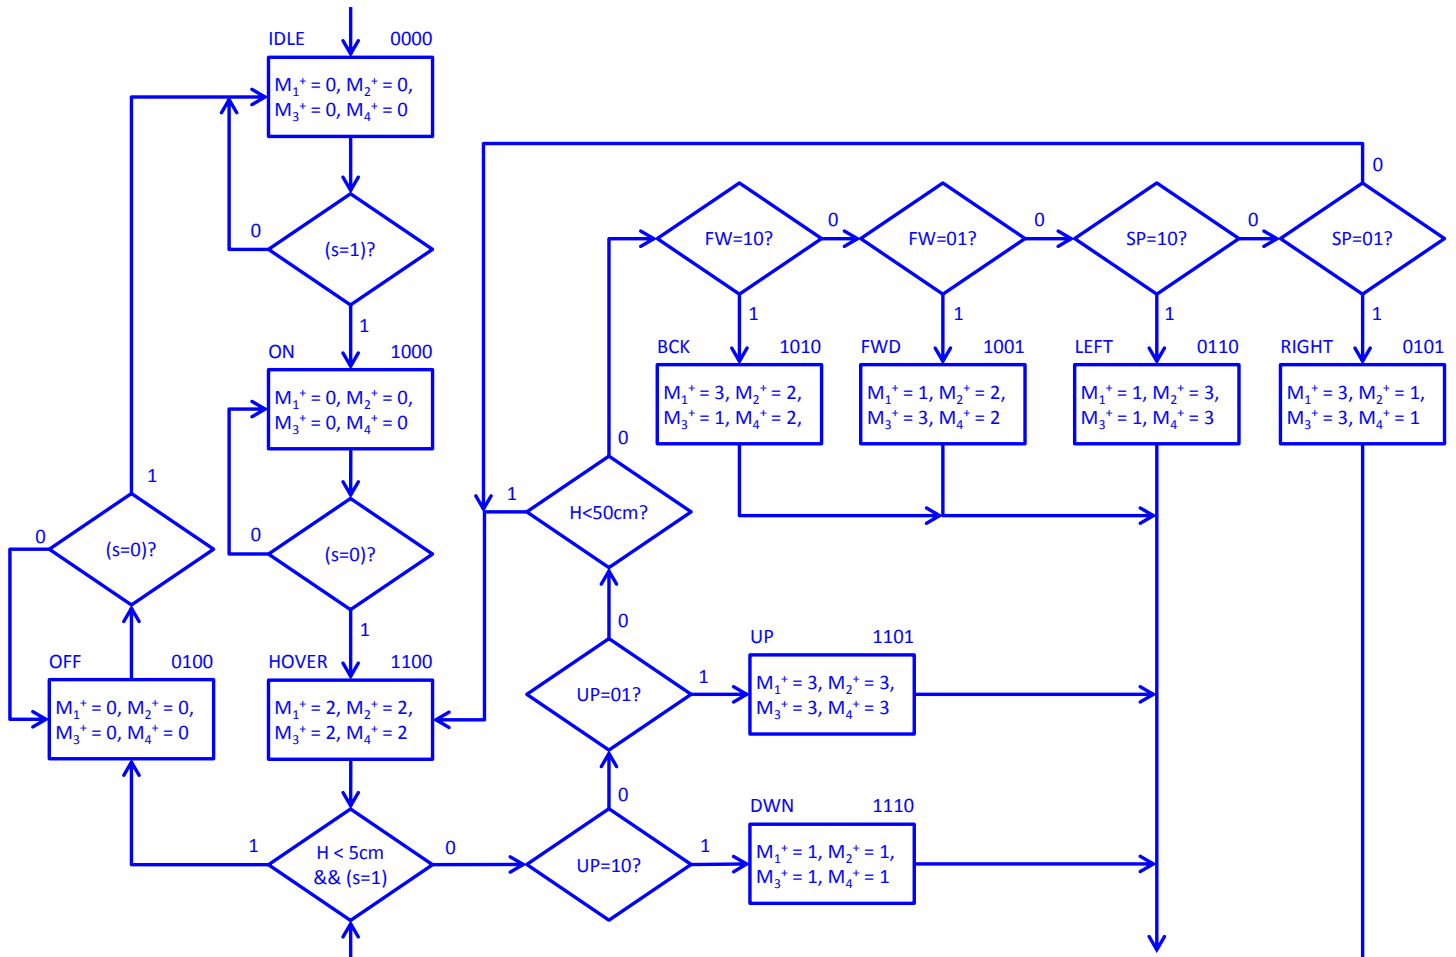 IDLE 0000
M₁⁺ = 0, M₂⁺ = 0,
M₃⁺ = 0, M₄⁺ = 0
0
(s=1)?
1
ON 1000
M₁⁺ = 0, M₂⁺ = 0,
M₃⁺ = 0, M₄⁺ = 0
0
(s=0)?
1
1
0
(s=0)?
OFF 0100
M₁⁺ = 0, M₂⁺ = 0,
M₃⁺ = 0, M₄⁺ = 0
HOVER 1100
M₁⁺ = 2, M₂⁺ = 2,
M₃⁺ = 2, M₄⁺ = 2
1
H < 5cm
&& (s=1)
0
UP=10?
1
0
DWN 1110
M₁⁺ = 1, M₂⁺ = 1,
M₃⁺ = 1, M₄⁺ = 1
UP=01?
1
0
UP 1101
M₁⁺ = 3, M₂⁺ = 3,
M₃⁺ = 3, M₄⁺ = 3
H<50cm?
1
0
FW=10?
0
1
BCK 1010
M₁⁺ = 3, M₂⁺ = 2,
M₃⁺ = 1, M₄⁺ = 2,
FW=01?
0
1
FWD 1001
M₁⁺ = 1, M₂⁺ = 2,
M₃⁺ = 3, M₄⁺ = 2
SP=10?
0
1
LEFT 0110
M₁⁺ = 1, M₂⁺ = 3,
M₃⁺ = 1, M₄⁺ = 3
0
SP=01?
1
RIGHT 0101
M₁⁺ = 3, M₂⁺ = 1,
M₃⁺ = 3, M₄⁺ = 1